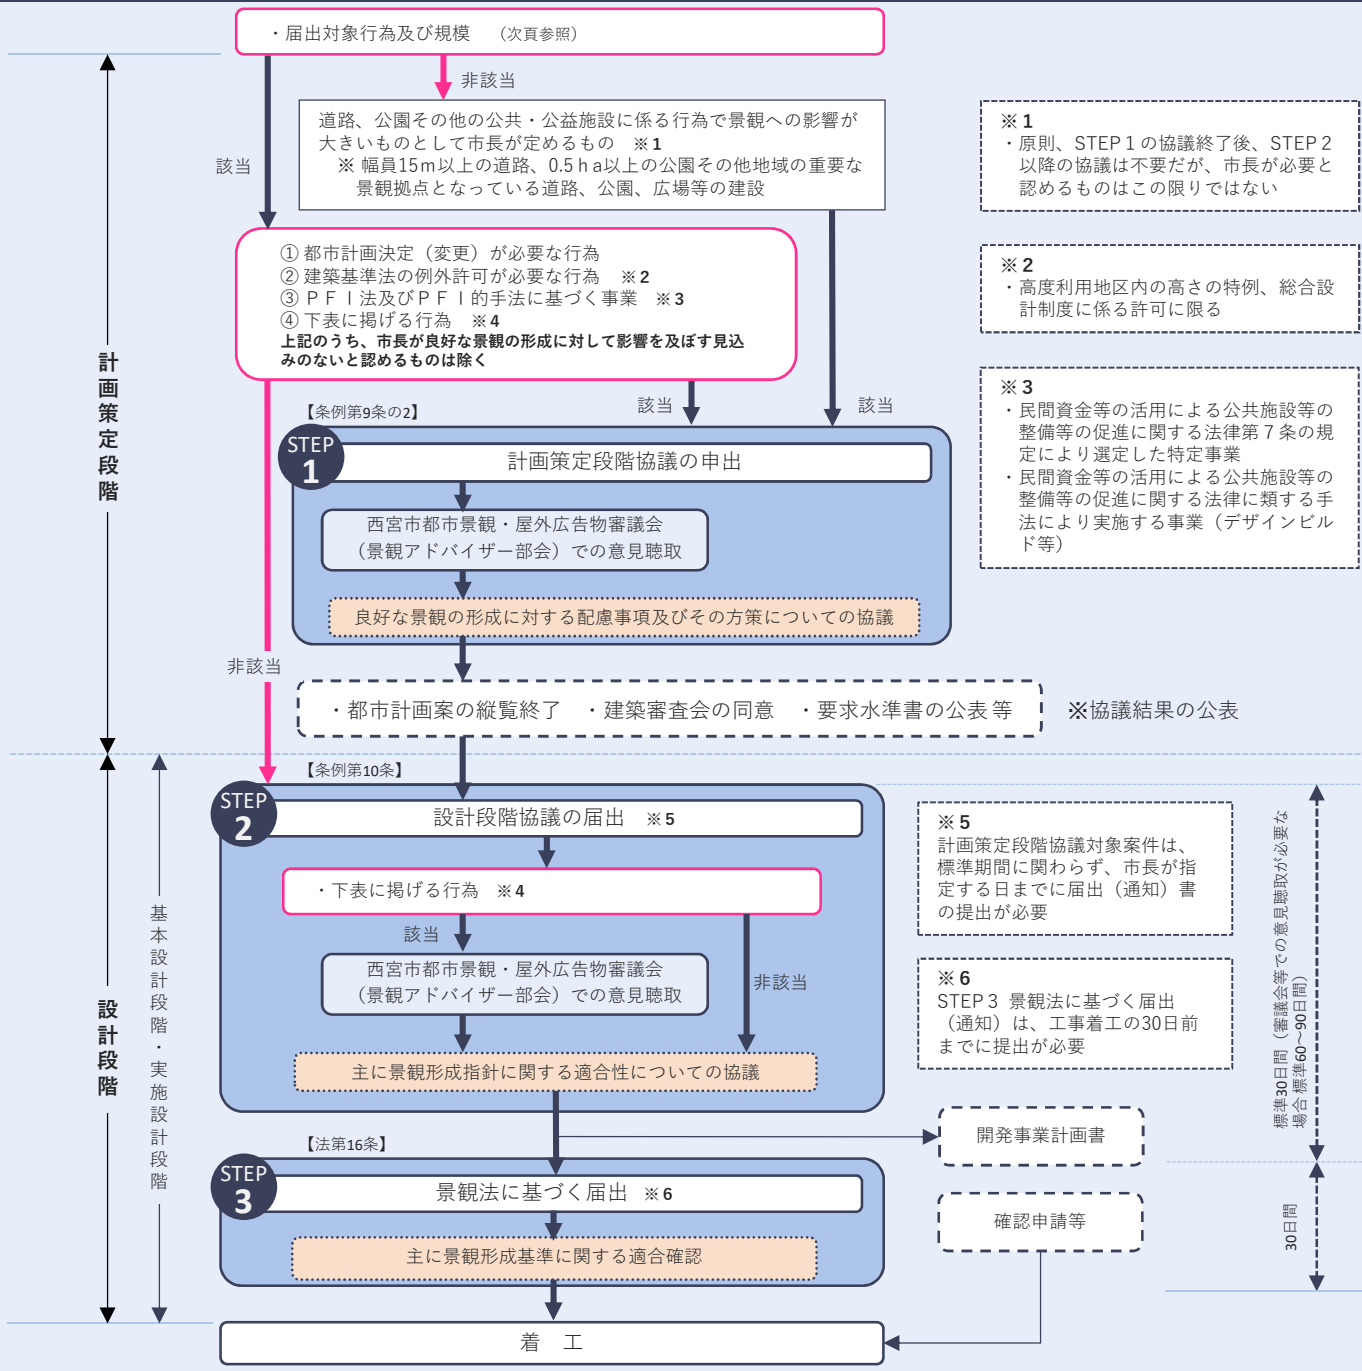 ・届出対象行為及び規模 （次頁参照）
非該当
該当
道路、公園その他の公共・公益施設に係る行為で景観への影響が
大きいものとして市長が定めるもの ※1
※ 幅員15m以上の道路、0.5ha以上の公園その他地域の重要な
景観拠点となっている道路、公園、広場等の建設
※1
・原則、STEP1の協議終了後、STEP2
以降の協議は不要だが、市長が必要と
認めるものはこの限りではない
① 都市計画決定（変更）が必要な行為
② 建築基準法の例外許可が必要な行為 ※2
③ ＰＦＩ法及びＰＦＩ的手法に基づく事業 ※3
④ 下表に掲げる行為 ※4
上記のうち、市長が良好な景観の形成に対して影響を及ぼす見込
みのないと認めるものは除く
※2
・高度利用地区内の高さの特例、総合設
計制度に係る許可に限る
※3
・民間資金等の活用による公共施設等の
整備等の促進に関する法律第７条の規
定により選定した特定事業
・民間資金等の活用による公共施設等の
整備等の促進に関する法律に類する手
法により実施する事業（デザインビル
ド等）
計画策定段階
該当
該当
【条例第9条の2】
STEP
1
計画策定段階協議の申出
西宮市都市景観・屋外広告物審議会
（景観アドバイザー部会）での意見聴取
良好な景観の形成に対する配慮事項及びその方策についての協議
非該当
・都市計画案の縦覧終了 ・建築審査会の同意 ・要求水準書の公表 等
※協議結果の公表
【条例第10条】
STEP
2
設計段階協議の届出 ※5
・下表に掲げる行為 ※4
該当
西宮市都市景観・屋外広告物審議会
（景観アドバイザー部会）での意見聴取
非該当
主に景観形成指針に関する適合性についての協議
※5
計画策定段階協議対象案件は、
標準期間に関わらず、市長が指
定する日までに届出（通知）書
の提出が必要
※6
STEP３ 景観法に基づく届出
（通知）は、工事着工の30日前
までに提出が必要
標準30日間（審議会等での意見聴取が必要な
場合 標準60～90日間）
設計段階
基本設計段階・実施設計段階
開発事業計画書
【法第16条】
STEP
3
景観法に基づく届出 ※6
主に景観形成基準に関する適合確認
確認申請等
30日間
着 工